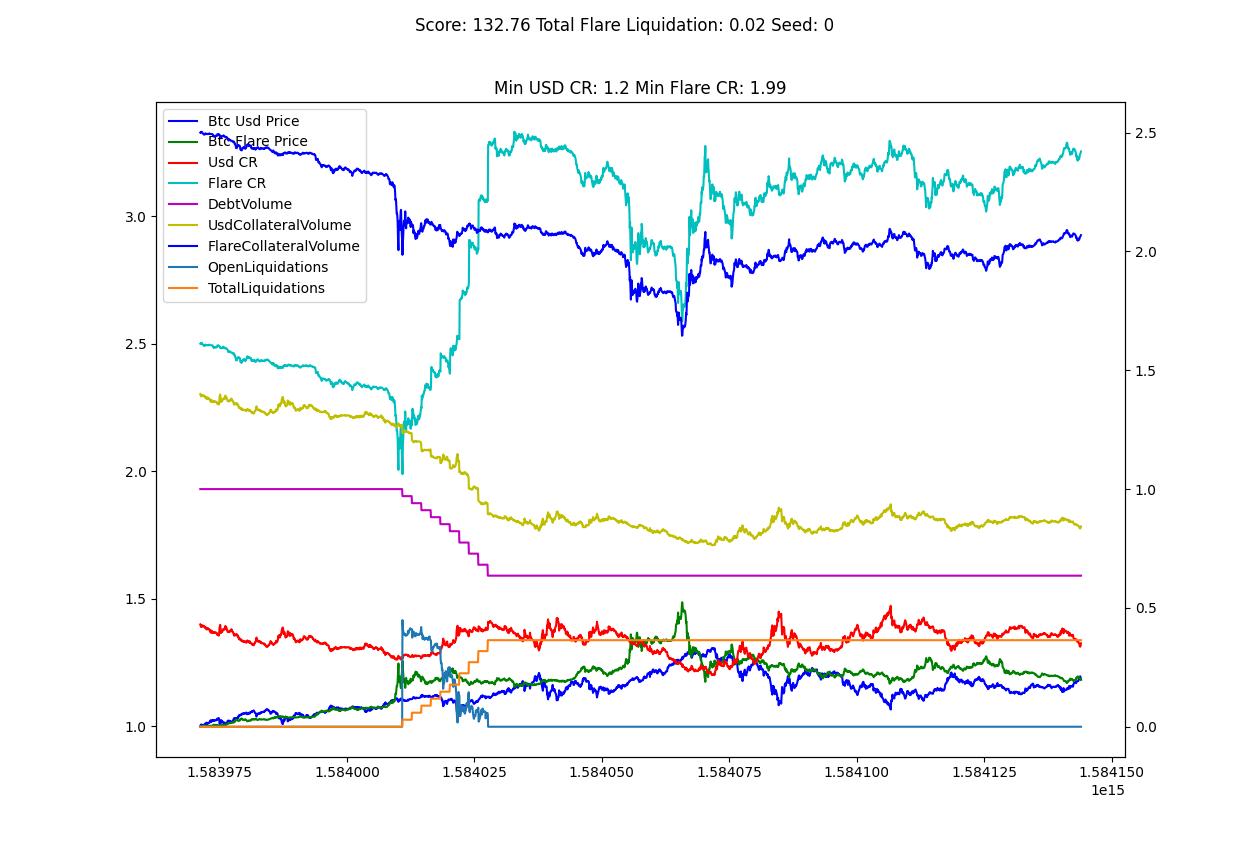 Score: 132.76 Total Flare Liquidation: 0.02 Seed: 0
Min USD CR: 1.2 Min Flare CR: 1.99
Btc Usd Price
Btc Flare Price
Usd CR
Flare CR
DebtVolume
UsdCollateralVolume
FlareCollateralVolume
OpenLiquidations
TotalLiquidations
3.0
2.5
2.0
1.5
1.0
2.5
2.0
1.5
1.0
0.5
0.0
1.583975 1.584000 1.584025 1.584050 1.584075 1.584100 1.584125 1.584150
1e15